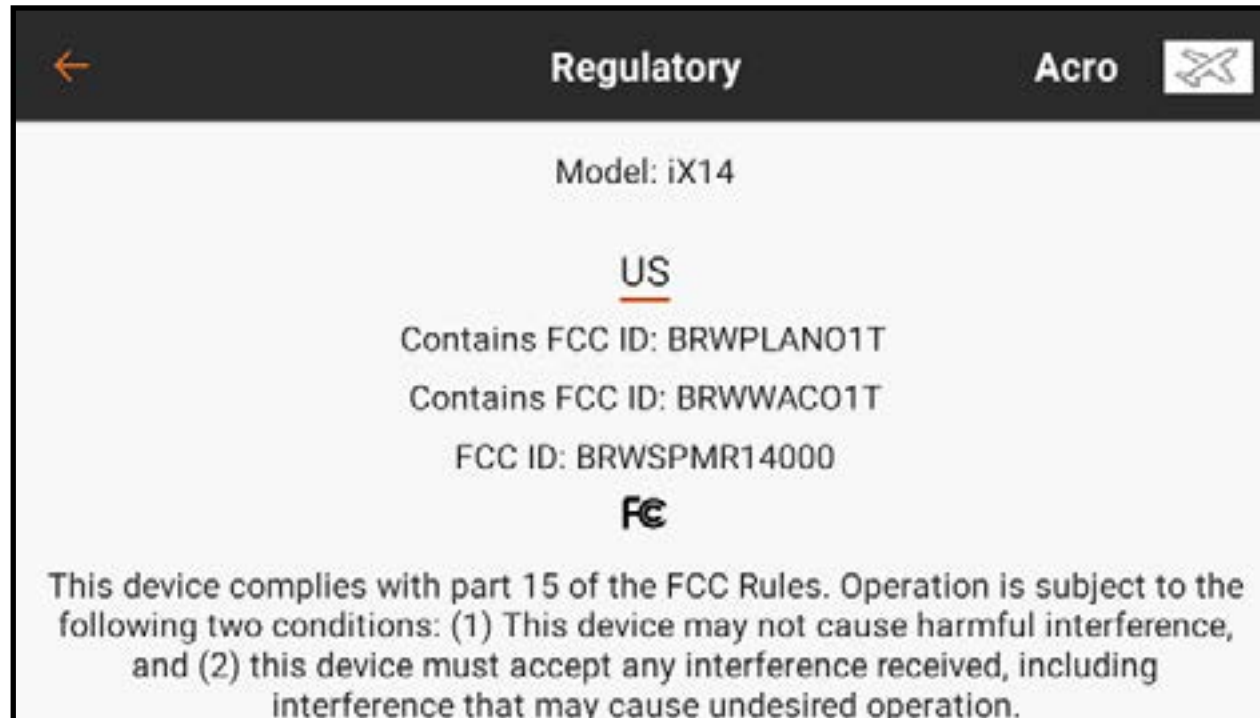 Regulatory Acro
Model: iX14
US
Contains FCC ID: BRWPLANO1T
Contains FCC ID: BRWWACO1T
FCC ID: BRWSPMR14000
FC
This device complies with part 15 of the FCC Rules. Operation is subject to the
following two conditions: (1) This device may not cause harmful interference,
and (2) this device must accept any interference received, including
interference that may cause undesired operation.